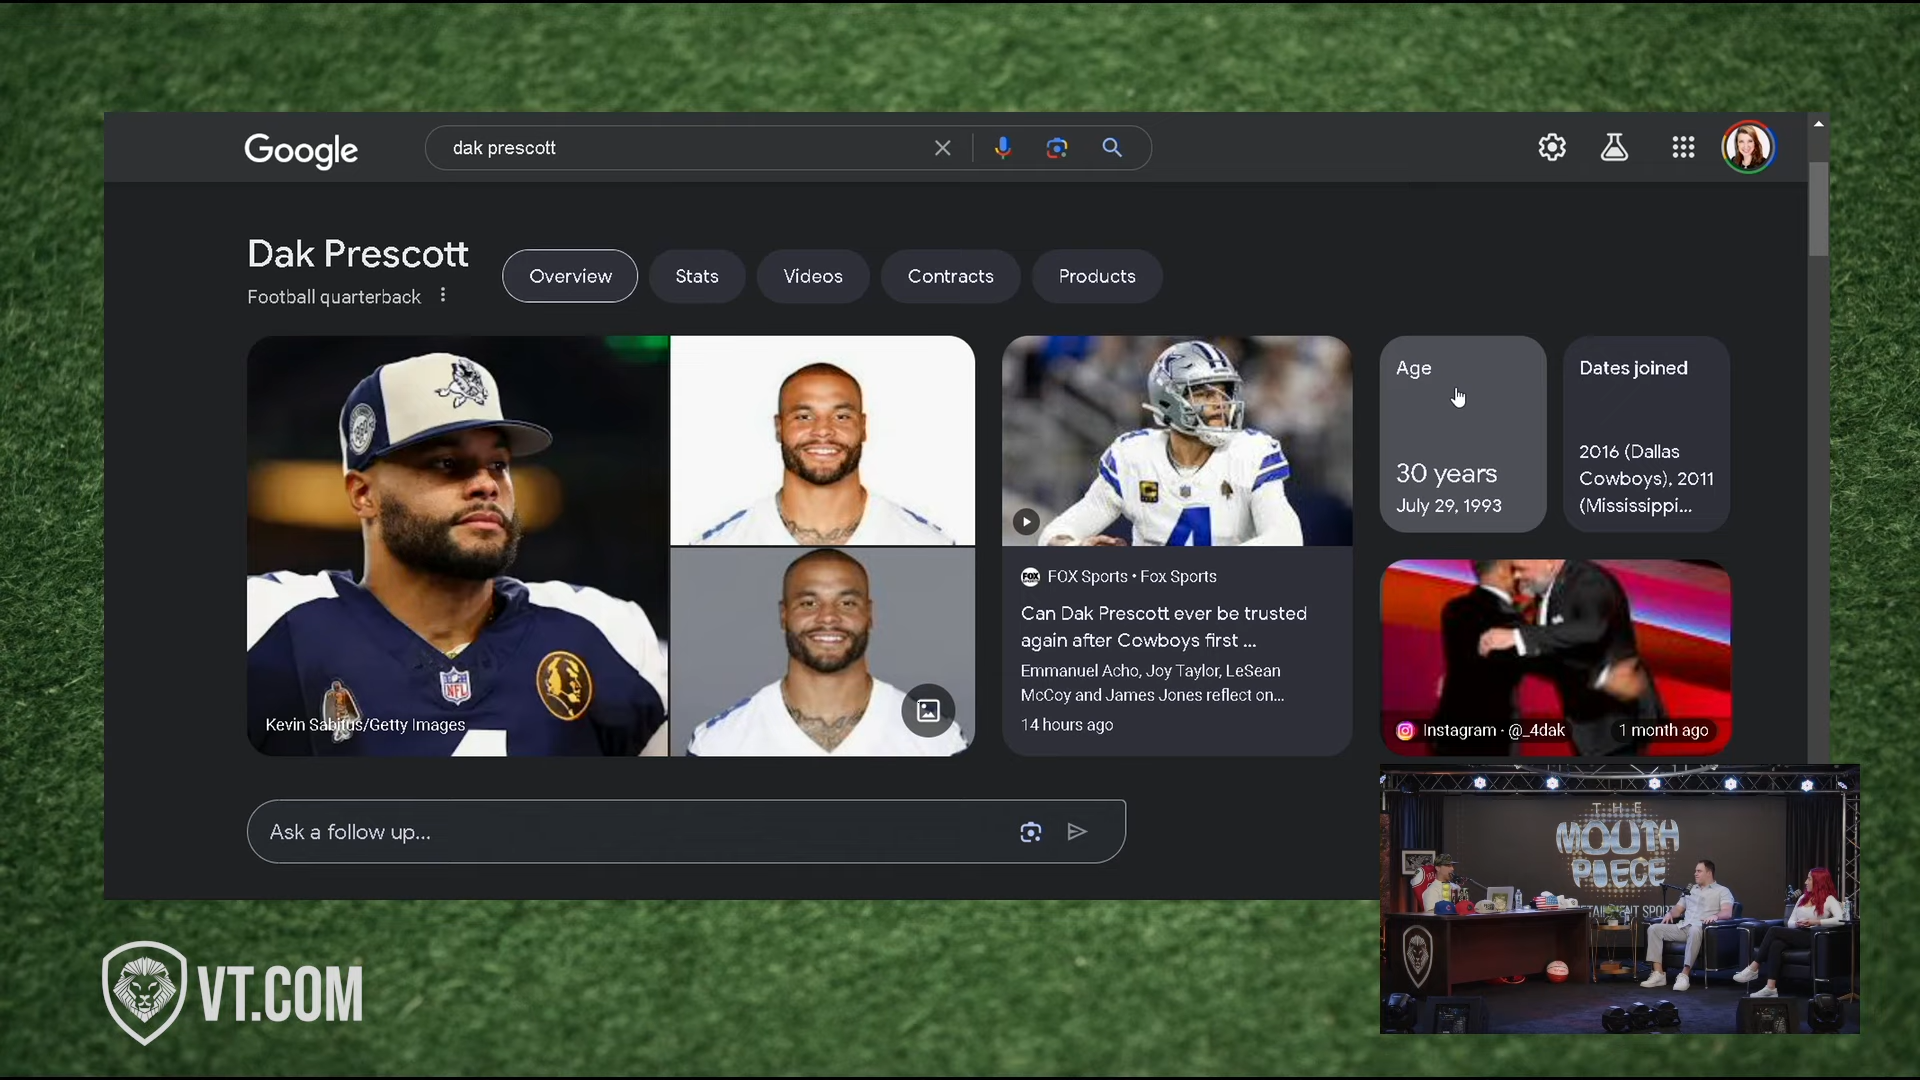 Google
dak prescott
Dak Prescott
Football quarterback
Overview
Stats
Videos
Contracts
Products
Kevin Sabitus/Getty Images
NFL
4
FOX Sports • Fox Sports
Can Dak Prescott ever be trusted
again after Cowboys first ...
Emmanuel Acho, Joy Taylor, LeSean
McCoy and James Jones reflect on...
14 hours ago
Age
30 years
July 29, 1993
Dates joined
2016 (Dallas
Cowboys), 2011
(Mississippi...
Instagram · @_4dak
1 month ago
Ask a follow up...
THE
MOUTH
PIECE
VT.COM